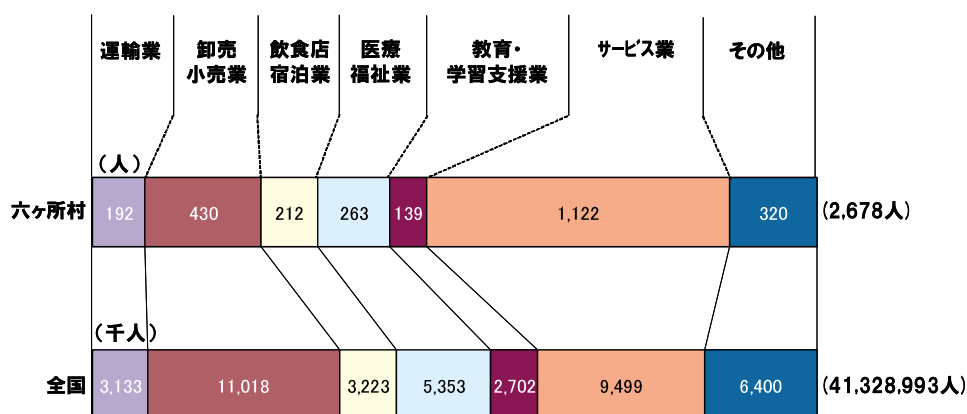 運輸業
卸売
小売業
飲食店
宿泊業
医療
福祉業
教育・
学習支援業
サービス業
その他
(人)
六ヶ所村
192
430
212
263
139
1,122
320
(2,678人)
(千人)
全国
3,133
11,018
3,223
5,353
2,702
9,499
6,400
(41,328,993人)